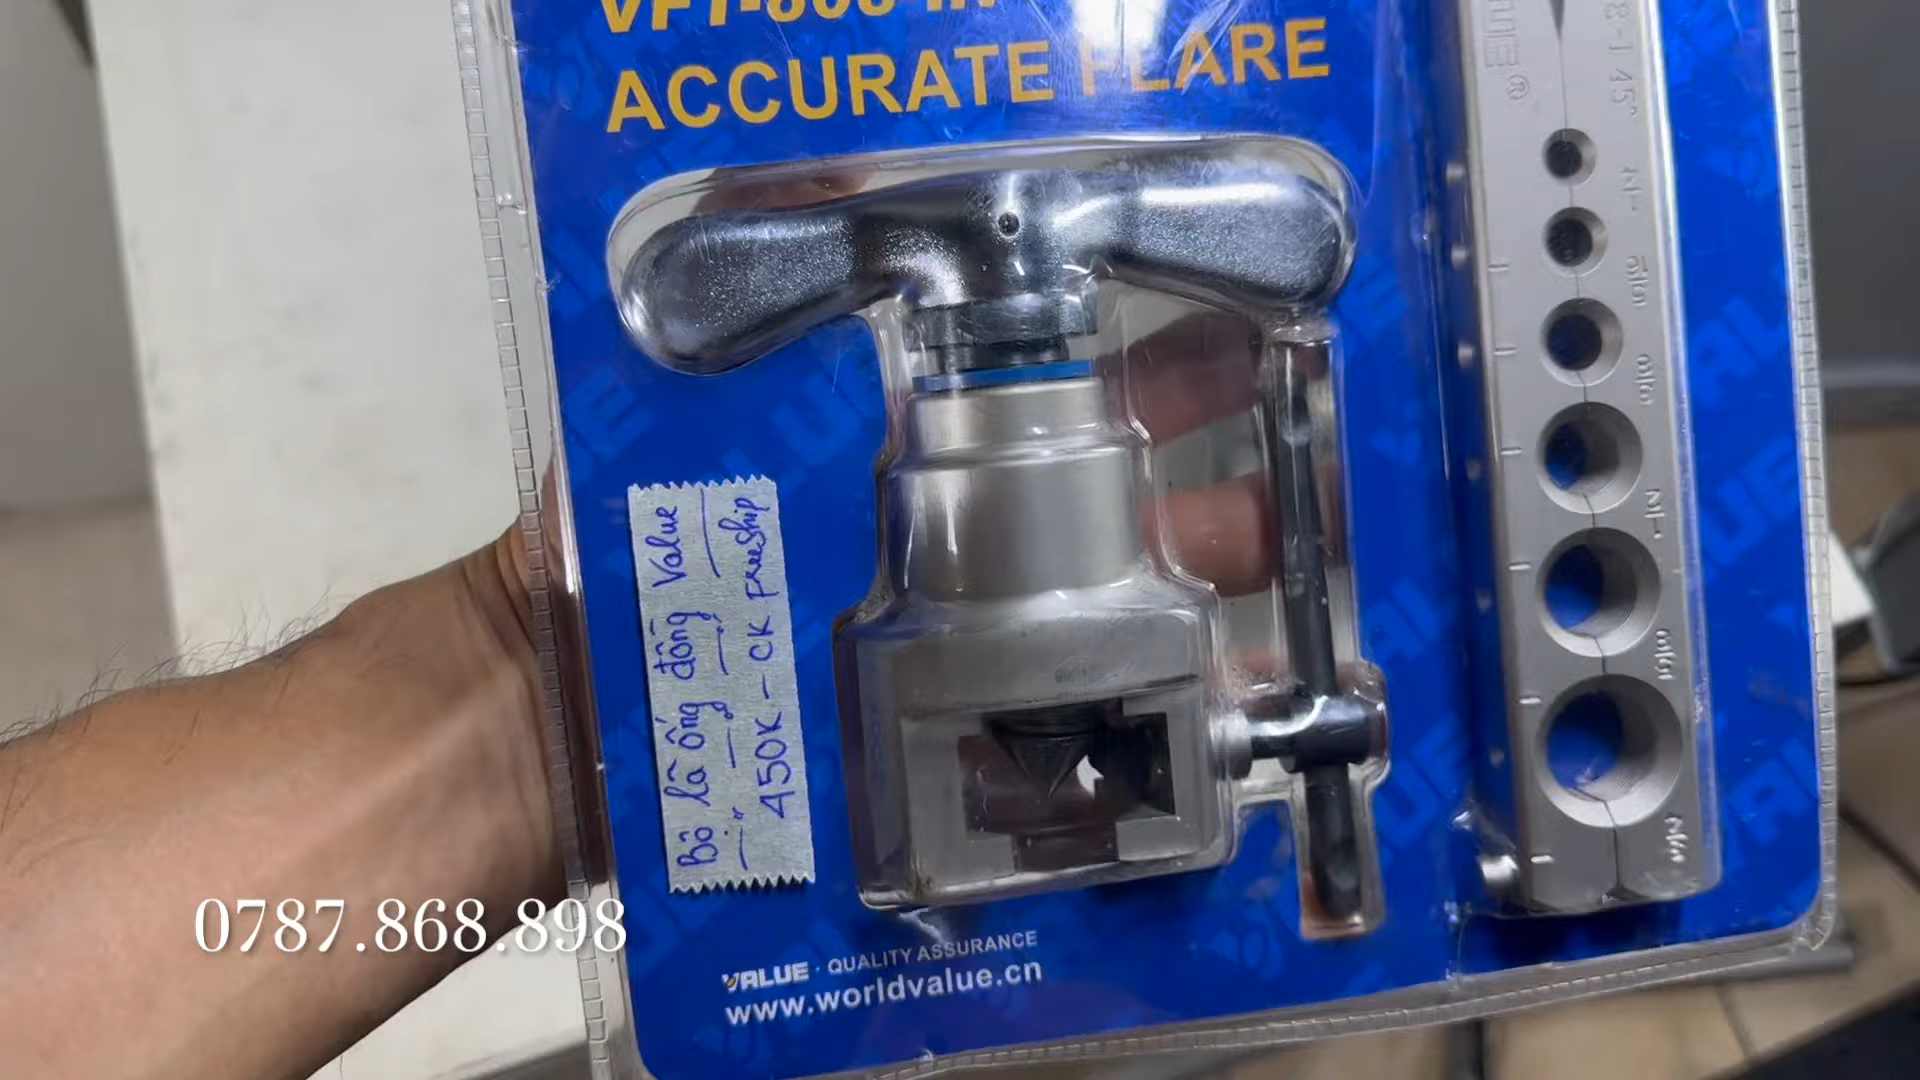 ACCURATE FLARE
Bộ lã ống đồng Value
450K - CK FreeShip
0787.868.898
VALUE · QUALITY ASSURANCE
www.worldvalue.cn
45°